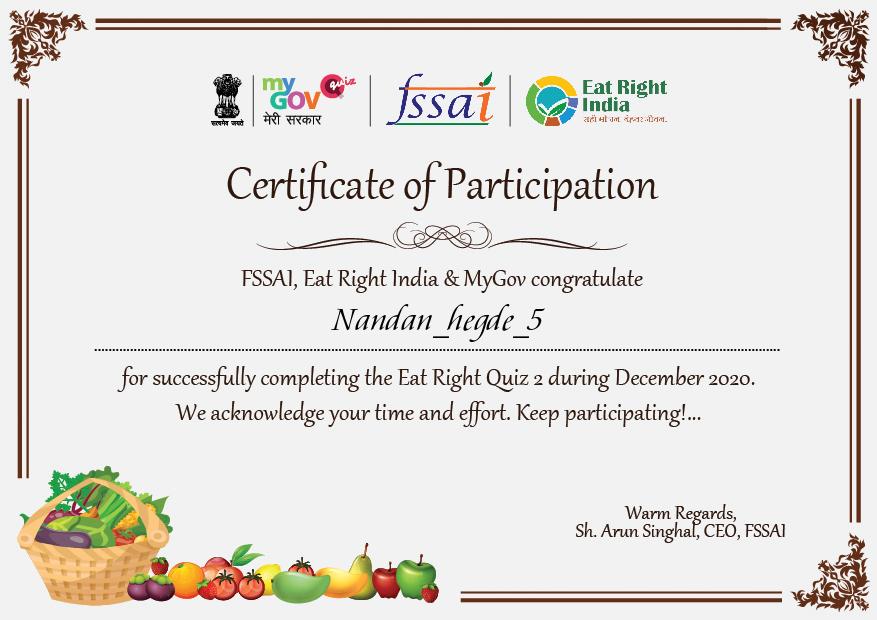 सत्यमेव जयते
my GOV Quiz
मेरी सरकार
fssai
Eat Right India
सही भोजन. बेहतर जीवन.
Certificate of Participation
FSSAI, Eat Right India & MyGov congratulate
Nandan_hegde_5
for successfully completing the Eat Right Quiz 2 during December 2020.
We acknowledge your time and effort. Keep participating!...
Warm Regards,
Sh. Arun Singhal, CEO, FSSAI